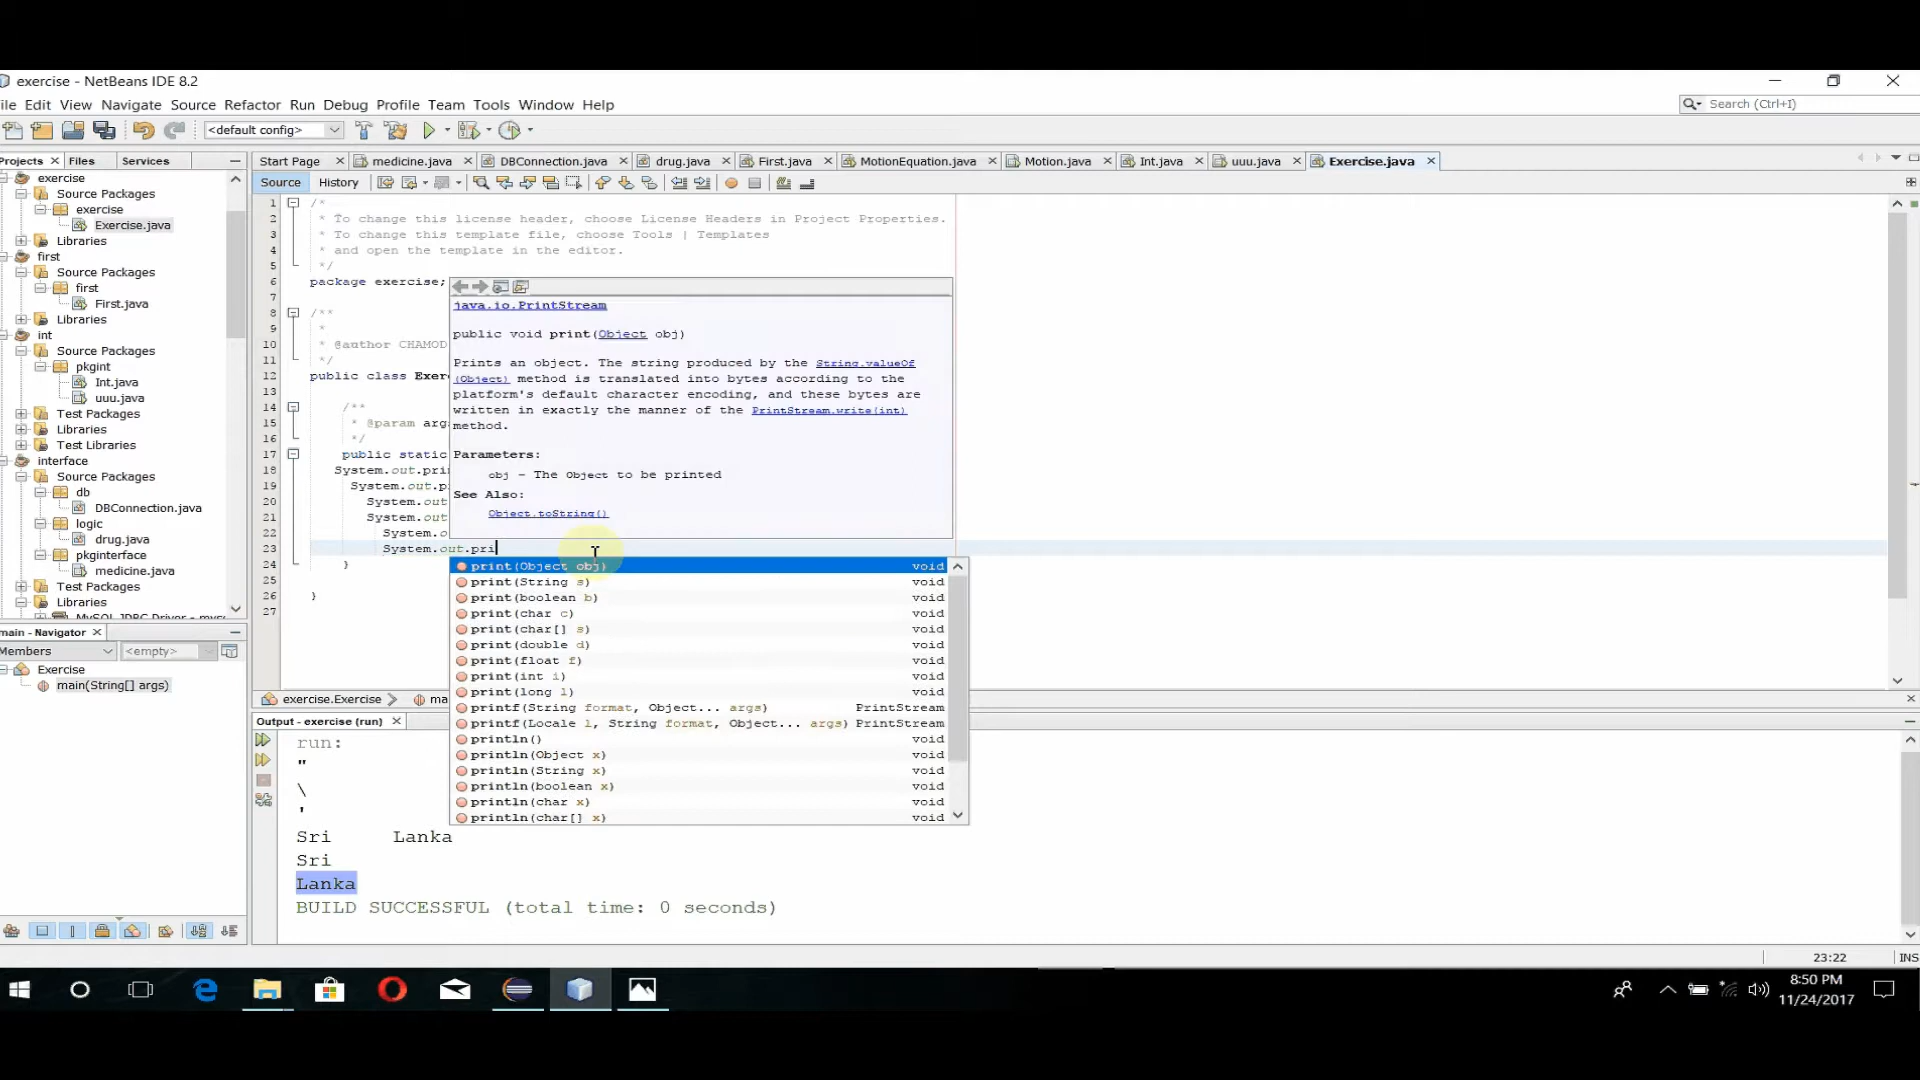 exercise - NetBeans IDE 8.2
ile Edit View Navigate Source Refactor Run Debug Profile Team Tools Window Help
Search (Ctrl+I)
<default config>
Projects Files Services
Start Page medicine.java DBConnection.java drug.java First.java MotionEquation.java Motion.java Int.java uuu.java Exercise.java
Source History
exercise
Source Packages
exercise
Exercise.java
Libraries
first
Source Packages
first
First.java
Libraries
int
Source Packages
pkgint
Int.java
uuu.java
Test Packages
Libraries
Test Libraries
interface
Source Packages
db
DBConnection.java
logic
drug.java
pkginterface
medicine.java
Test Packages
Libraries
MySQL JDBC Driver - mysc
main - Navigator
Members <empty>
Exercise
main(String[] args)
1 /*
2 * To change this license header, choose License Headers in Project Properties.
3 * To change this template file, choose Tools | Templates
4 * and open the template in the editor.
5 */
6 package exercise;
7
8 /**
9 *
10 * @author CHAMOD
11 */
12 public class Exer
13
14 /**
15 * @param arg
16 */
17 public static
18 System.out.prin
19 System.out.p
20 System.out
21 System.out
22 System.o
23 System.out.pri
24 }
25
26 }
27
java.io.PrintStream
public void print(Object obj)
Prints an object. The string produced by the String.valueOf
(Object) method is translated into bytes according to the
platform's default character encoding, and these bytes are
written in exactly the manner of the PrintStream.write(int)
method.
Parameters:
obj - The Object to be printed
See Also:
Object.toString()
print(Object obj) void
print(String s) void
print(boolean b) void
print(char c) void
print(char[] s) void
print(double d) void
print(float f) void
print(int i) void
print(long l) void
printf(String format, Object... args) PrintStream
printf(Locale l, String format, Object... args) PrintStream
println() void
println(Object x) void
println(String x) void
println(boolean x) void
println(char x) void
println(char[] x) void
exercise.Exercise ma
Output - exercise (run)
run:
"
\
'
Sri Lanka
Sri
Lanka
BUILD SUCCESSFUL (total time: 0 seconds)
23:22 INS
8:50 PM
11/24/2017